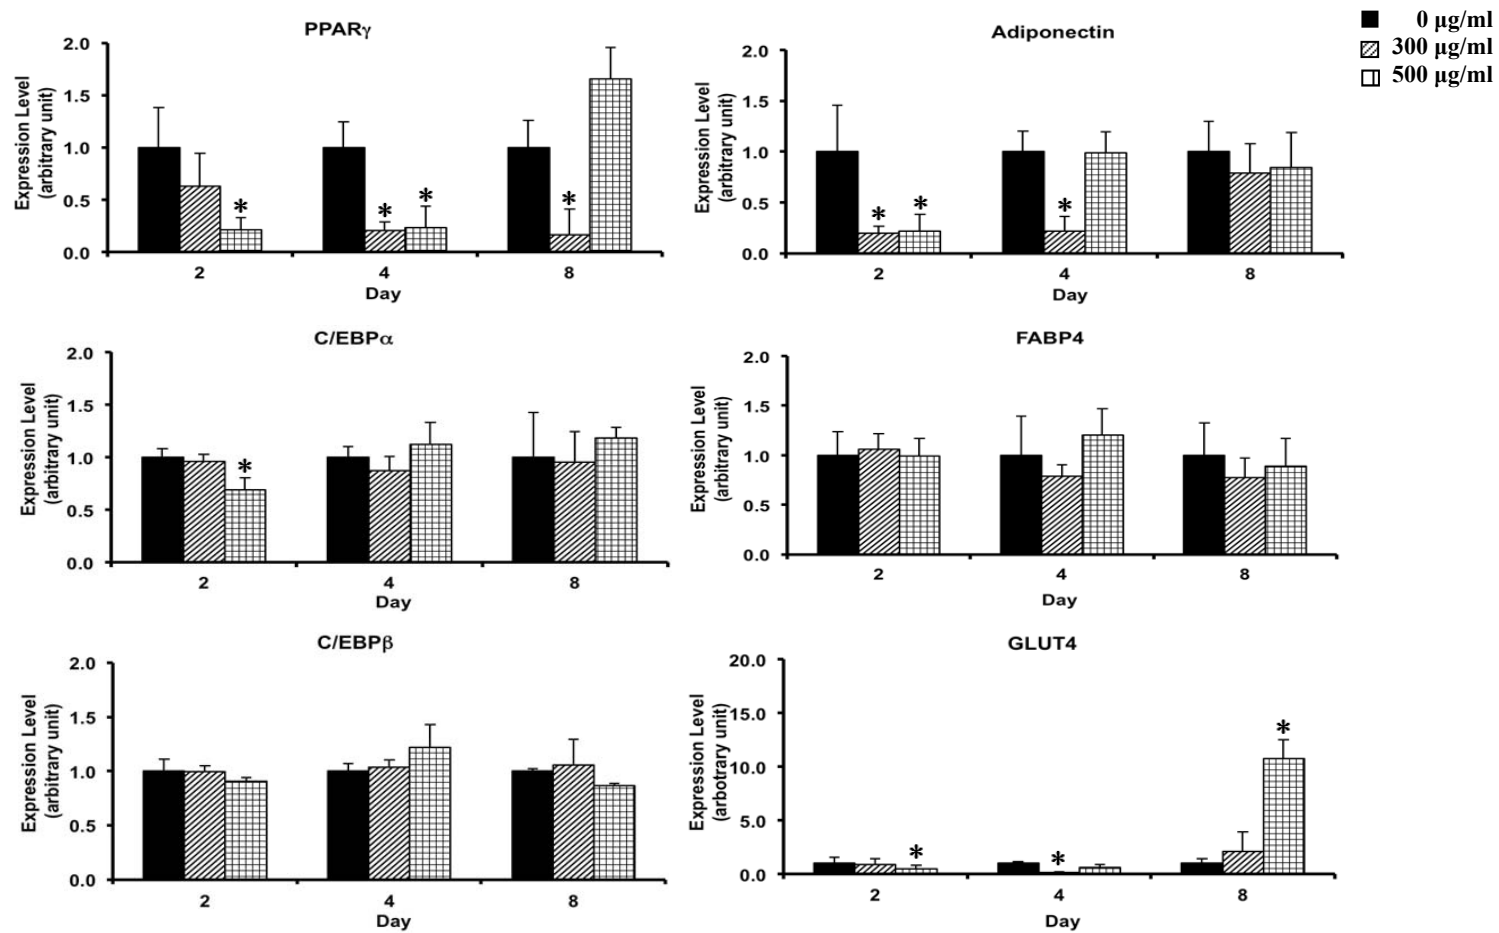 PPARγ
2.0
1.5
1.0
0.5
0.0
Expression Level
(arbitrary unit)
*
*
*
*
2
4
8
Day
Adiponectin
2.0
1.5
1.0
0.5
0.0
Expression Level
(arbitrary unit)
*
*
*
2
4
8
Day
0 µg/ml
300 µg/ml
500 µg/ml
C/EBPα
2.0
1.5
1.0
0.5
0.0
Expression Level
(arbitrary unit)
*
2
4
8
Day
FABP4
2.0
1.5
1.0
0.5
0.0
Expression Level
(arbitrary unit)
2
4
8
Day
C/EBPβ
2.0
1.5
1.0
0.5
0.0
Expression Level
(arbitrary unit)
2
4
8
Day
GLUT4
20.0
15.0
10.0
5.0
0.0
Expression Level
(arbotrary unit)
*
*
*
2
4
8
Day